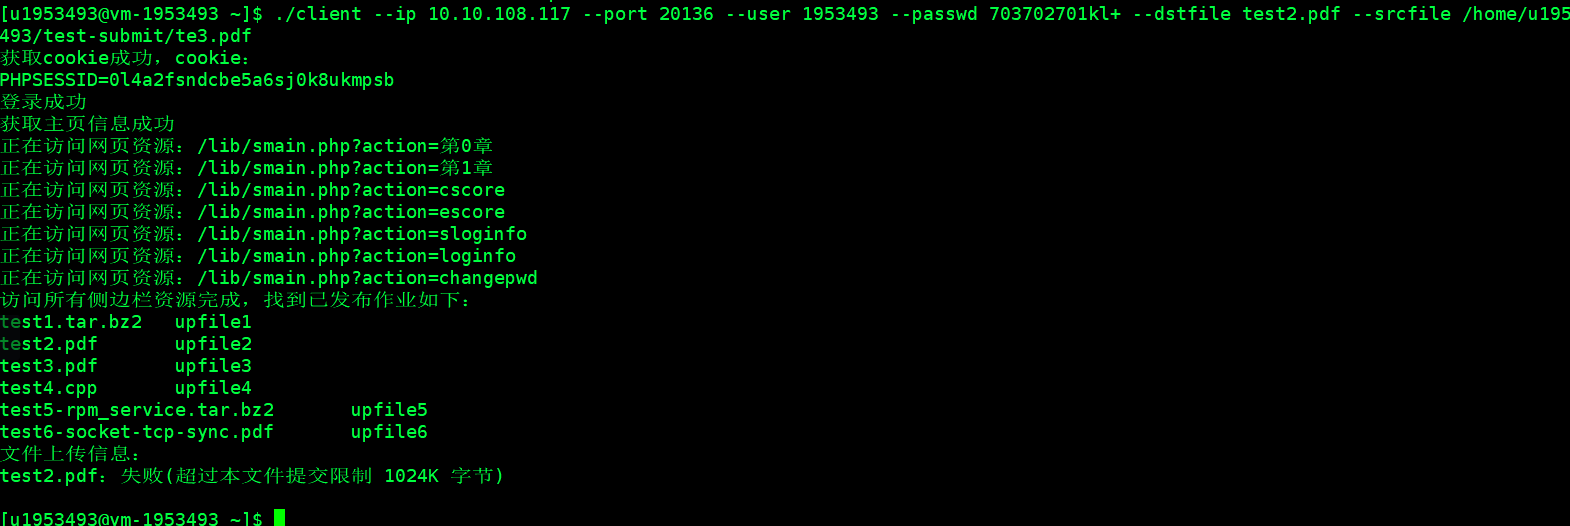 [u1953493@vm-1953493 ~]$ ./client --ip 10.10.108.117 --port 20136 --user 1953493 --passwd 703702701kl+ --dstfile test2.pdf --srcfile /home/u195
493/test-submit/te3.pdf
获取cookie成功，cookie：
PHPSESSID=0l4a2fsndcbe5a6sj0k8ukmpsb
登录成功
获取主页信息成功
正在访问网页资源：/lib/smain.php?action=第0章
正在访问网页资源：/lib/smain.php?action=第1章
正在访问网页资源：/lib/smain.php?action=cscore
正在访问网页资源：/lib/smain.php?action=escore
正在访问网页资源：/lib/smain.php?action=sloginfo
正在访问网页资源：/lib/smain.php?action=loginfo
正在访问网页资源：/lib/smain.php?action=changepwd
访问所有侧边栏资源完成，找到已发布作业如下：
test1.tar.bz2   upfile1
test2.pdf       upfile2
test3.pdf       upfile3
test4.cpp       upfile4
test5-rpm_service.tar.bz2       upfile5
test6-socket-tcp-sync.pdf       upfile6
文件上传信息：
test2.pdf：失败(超过本文件提交限制 1024K 字节)
[u1953493@vm-1953493 ~]$